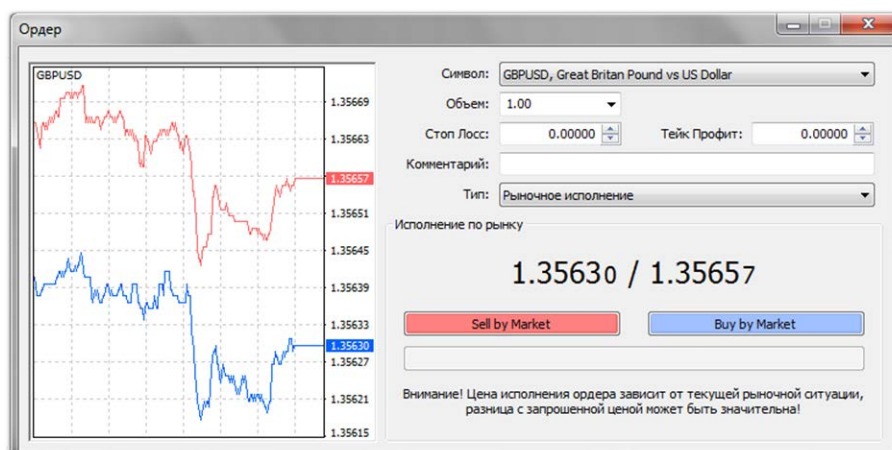 Ордер
GBPUSD
1.35669
1.35663
1.35657
1.35651
1.35645
1.35639
1.35633
1.35630
1.35627
1.35621
1.35615
Символ: GBPUSD, Great Britan Pound vs US Dollar
Объем: 1.00
Стоп Лосс: 0.00000 Тейк Профит: 0.00000
Комментарий:
Тип: Рыночное исполнение
Исполнение по рынку
1.35630 / 1.35657
Sell by Market Buy by Market
Внимание! Цена исполнения ордера зависит от текущей рыночной ситуации,
разница с запрошенной ценой может быть значительна!